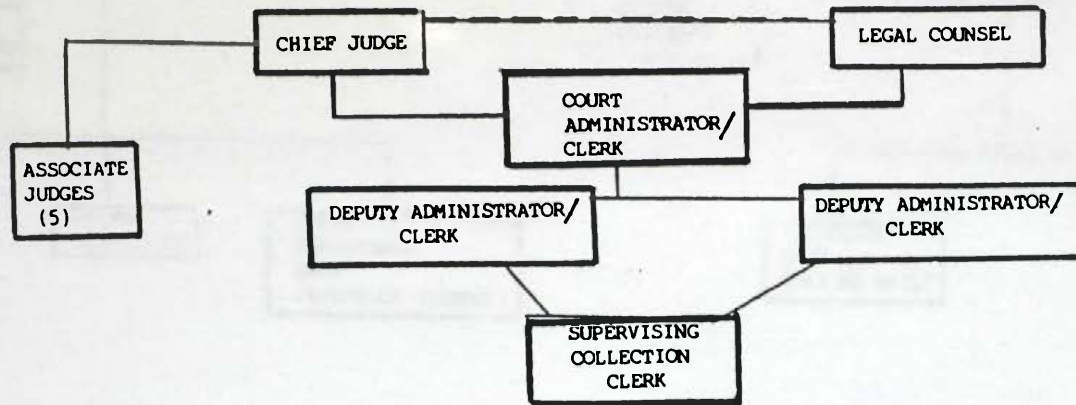 CHIEF JUDGE
LEGAL COUNSEL
COURT
ADMINISTRATOR/
CLERK
ASSOCIATE
JUDGES
(5)
DEPUTY ADMINISTRATOR/
CLERK
DEPUTY ADMINISTRATOR/
CLERK
SUPERVISING
COLLECTION
CLERK